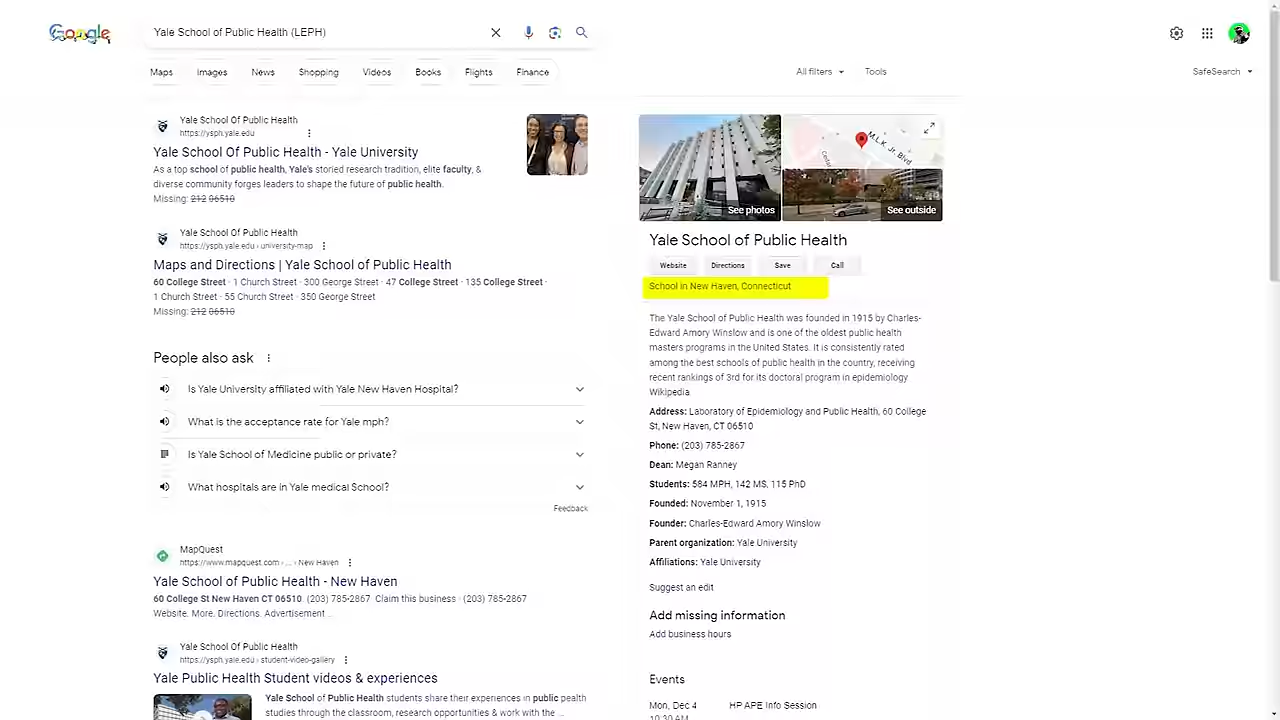 Google
Yale School of Public Health (LEPH)
Maps
Images
News
Shopping
Videos
Books
Flights
Finance
All filters
Tools
SafeSearch
Yale School Of Public Health
https://ysph.yale.edu
Yale School Of Public Health - Yale University
As a top school of public health, Yale's storied research tradition, elite faculty, &
diverse community forges leaders to shape the future of public health.
Missing: 212 06510
Yale School Of Public Health
https://ysph.yale.edu › university-map
Maps and Directions | Yale School of Public Health
60 College Street · 1 Church Street · 300 George Street · 47 College Street · 135 College Street ·
1 Church Street · 55 Church Street · 350 George Street
Missing: 212 06510
People also ask
Is Yale University affiliated with Yale New Haven Hospital?
What is the acceptance rate for Yale mph?
Is Yale School of Medicine public or private?
What hospitals are in Yale medical School?
Feedback
MapQuest
https://www.mapquest.com › ... › New Haven
Yale School of Public Health - New Haven
60 College St New Haven CT 06510. (203) 785-2867 Claim this business · (203) 785-2867
Website. More. Directions. Advertisement ...
Yale School Of Public Health
https://ysph.yale.edu › student-video-gallery
Yale Public Health Student videos & experiences
Yale School of Public Health students share their experiences in public health
studies through the classroom, research opportunities & work with the ...
See photos
M.L.K. Jr. Blvd
See outside
Yale School of Public Health
Website
Directions
Save
Call
School in New Haven, Connecticut
The Yale School of Public Health was founded in 1915 by Charles-
Edward Amory Winslow and is one of the oldest public health
masters programs in the United States. It is consistently rated
among the best schools of public health in the country, receiving
recent rankings of 3rd for its doctoral program in epidemiology
Wikipedia
Address: Laboratory of Epidemiology and Public Health, 60 College
St, New Haven, CT 06510
Phone: (203) 785-2867
Dean: Megan Ranney
Students: 584 MPH, 142 MS, 115 PhD
Founded: November 1, 1915
Founder: Charles-Edward Amory Winslow
Parent organization: Yale University
Affiliations: Yale University
Suggest an edit
Add missing information
Add business hours
Events
Mon, Dec 4
HP APE Info Session
10:30 AM